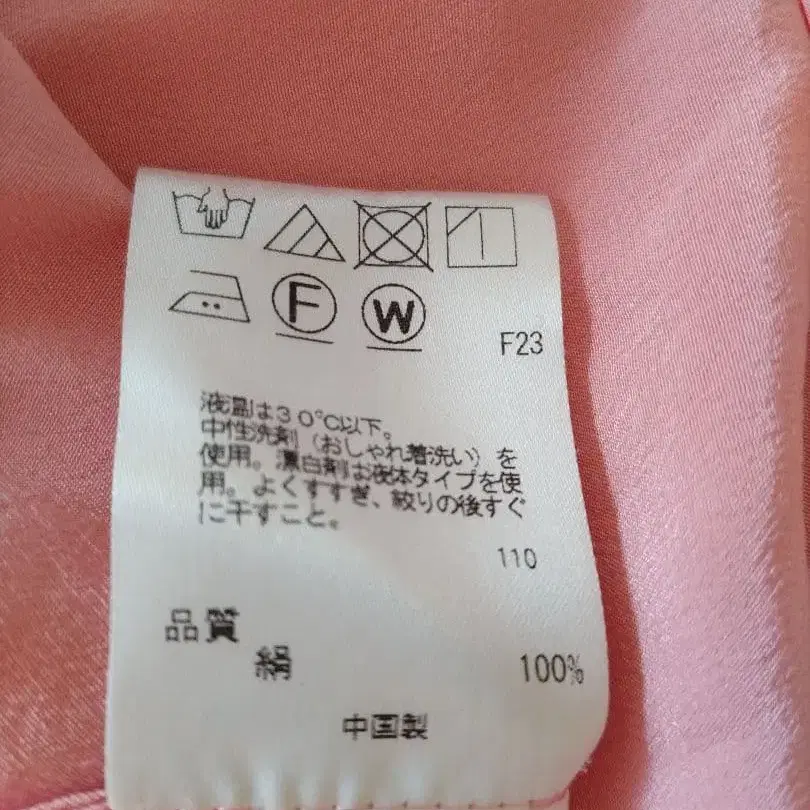 F W
F23
液温は30℃以下。
中性洗剤（おしゃれ着洗い）を
使用。漂白剤は液体タイプを使
用。よくすすぎ、絞りの後すぐ
に干すこと。
110
品質
絹 100%
中国製